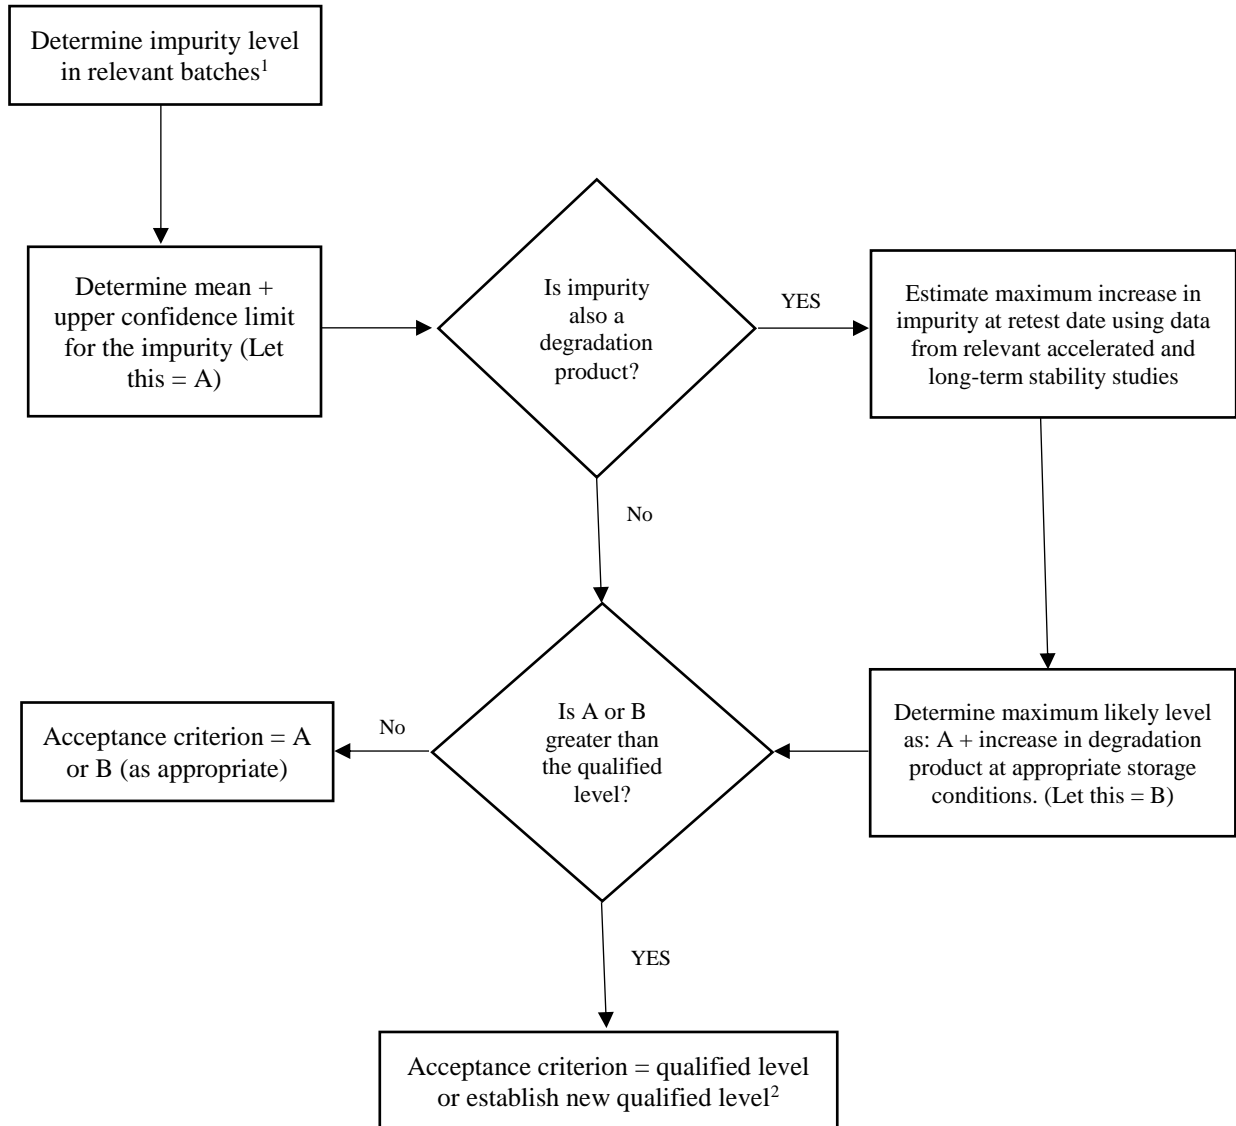 Determine impurity level
in relevant batches¹
Determine mean +
upper confidence limit
for the impurity (Let
this = A)
Is impurity
also a
degradation
product?
YES
Estimate maximum increase in
impurity at retest date using data
from relevant accelerated and
long-term stability studies
No
Determine maximum likely level
as: A + increase in degradation
product at appropriate storage
conditions. (Let this = B)
Is A or B
greater than
the qualified
level?
No
Acceptance criterion = A
or B (as appropriate)
YES
Acceptance criterion = qualified level
or establish new qualified level²